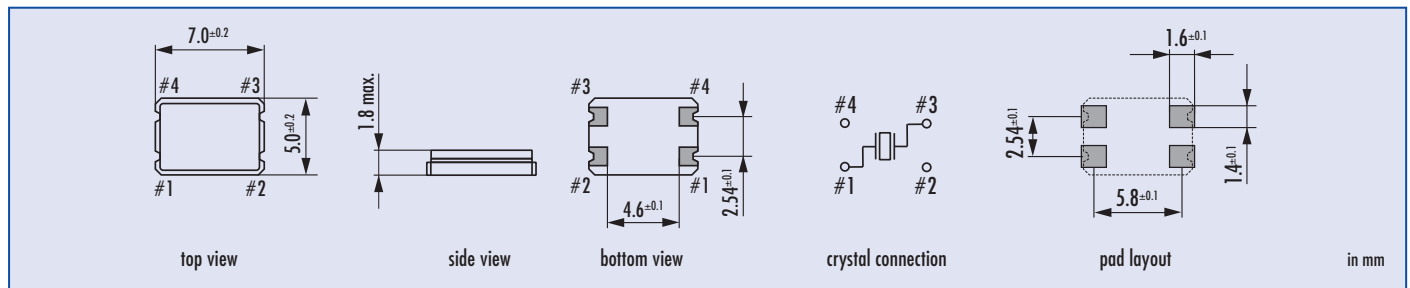 7.0±0.2
#4 #3
5.0±0.2
#1 #2
top view
1.8 max.
side view
#3 #4
#2 #1
4.6±0.1
2.54±0.1
bottom view
#4 #3
#1 #2
crystal connection
1.6±0.1
2.54±0.1
1.4±0.1
5.8±0.1
pad layout
in mm